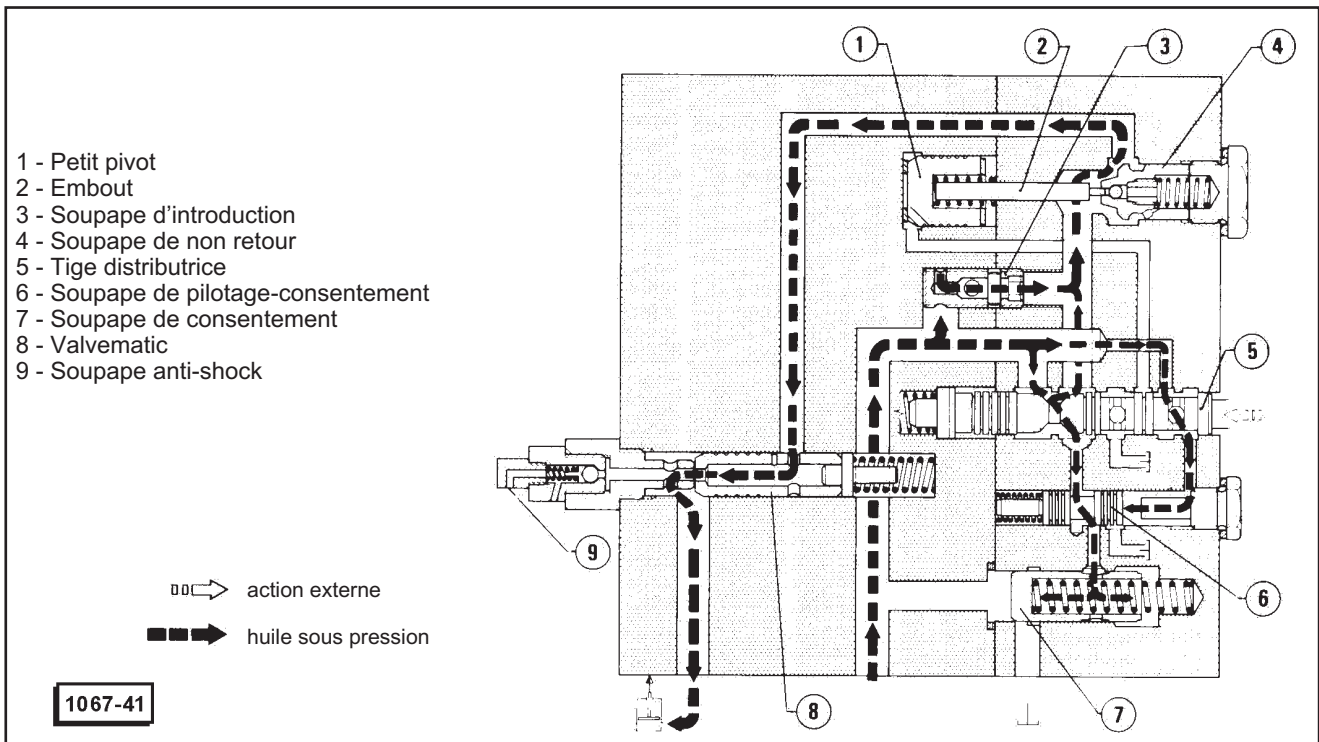 1 - Petit pivot
2 - Embout
3 - Soupape d'introduction
4 - Soupape de non retour
5 - Tige distributrice
6 - Soupape de pilotage-consentement
7 - Soupape de consentement
8 - Valvematic
9 - Soupape anti-shock
1
2
3
4
5
6
7
8
9
action externe
huile sous pression
1067-41